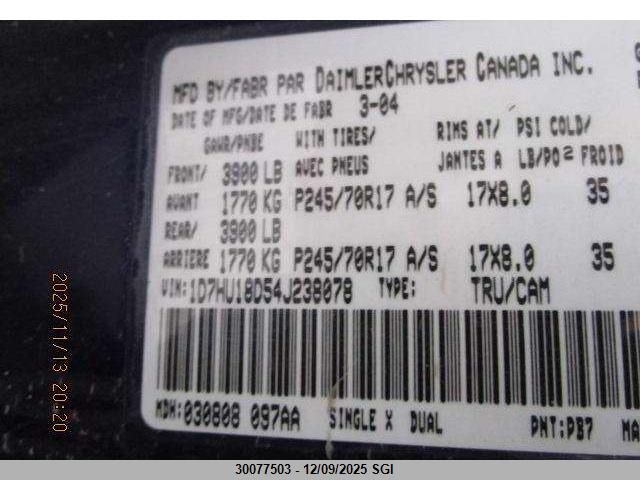 MFD BY/FABR PAR DAIMLERCHRYSLER CANADA INC.
DATE OF MFG/DATE DE FABR 3-04
GAWR/PNBE WITH TIRES/ RIMS AT/ PSI COLD/
FRONT/ 3900 LB AVEC PNEUS JANTES A LB/PO2 FROID
AVANT 1770 KG P245/70R17 A/S 17X8.0 35
REAR/ 3900 LB
ARRIERE 1770 KG P245/70R17 A/S 17X8.0 35
VIN: 1D7HU18D54J238078 TYPE: TRU/CAM
MDH: 030808 097AA SINGLE X DUAL PNT: PB7 MA
2025/11/13 20:20
30077503 - 12/09/2025 SGI